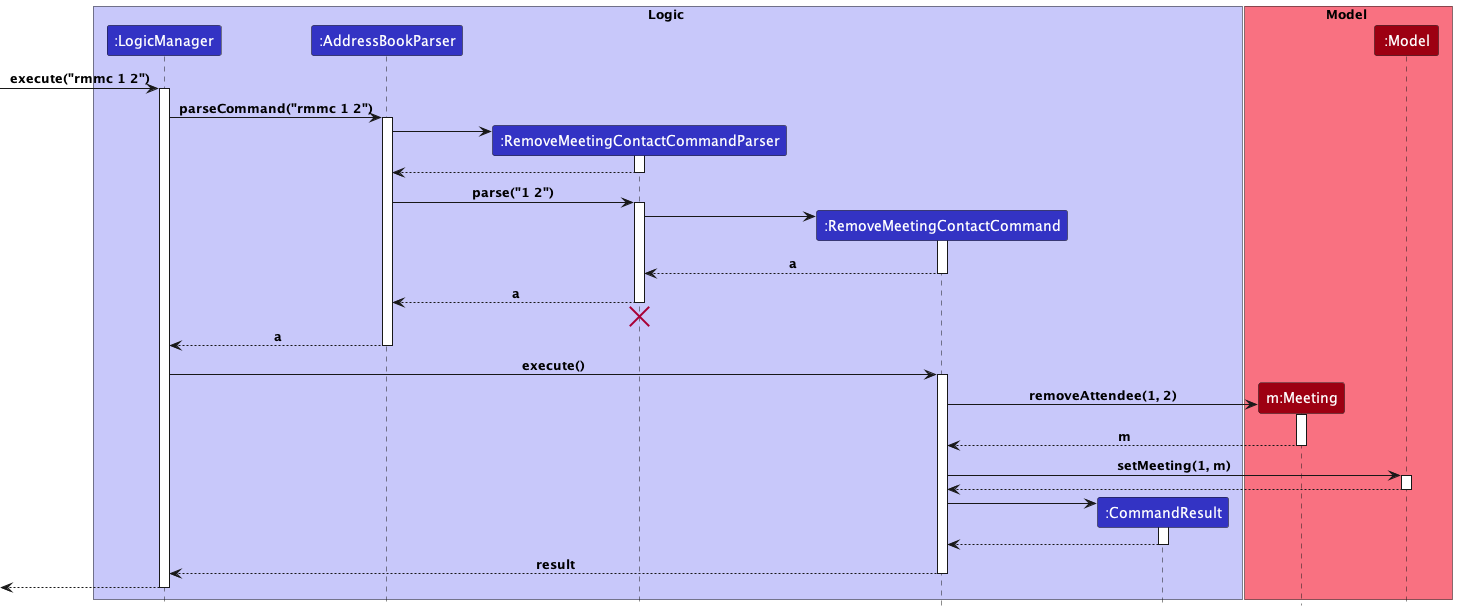 Logic
Model
:LogicManager
:AddressBookParser
:Model
execute("rmmc 1 2")
parseCommand("rmmc 1 2")
:RemoveMeetingContactCommandParser
parse("1 2")
:RemoveMeetingContactCommand
a
a
a
execute()
removeAttendee(1, 2)
m:Meeting
m
setMeeting(1, m)
:CommandResult
result